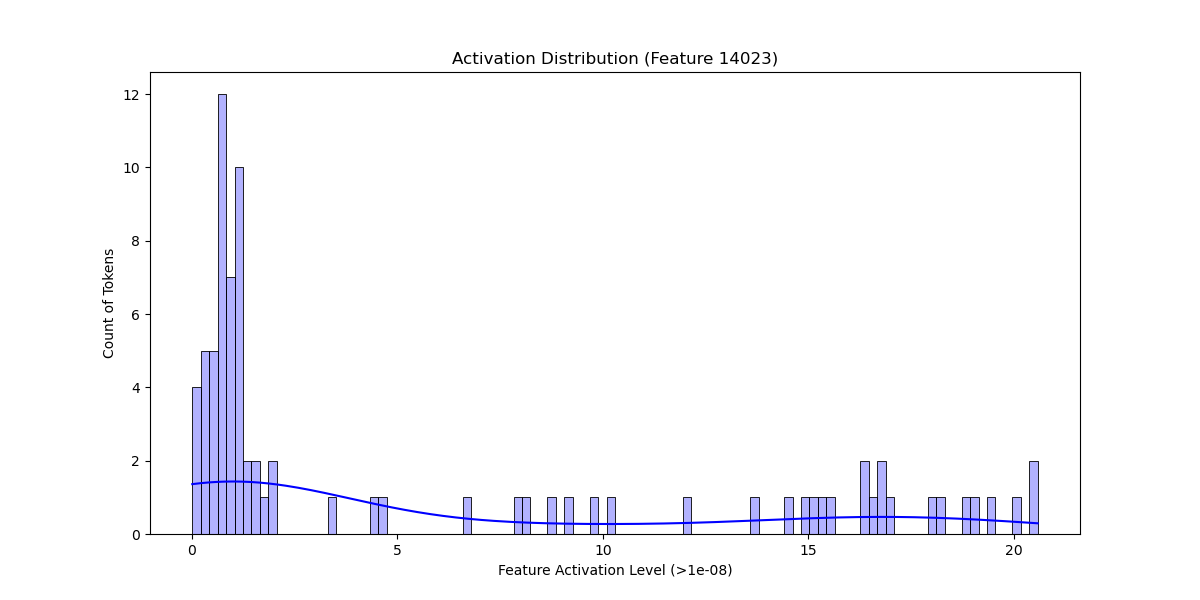 Activation Distribution (Feature 14023)
12
10
8
6
4
2
0
Count of Tokens
0 5 10 15 20
Feature Activation Level (>1e-08)